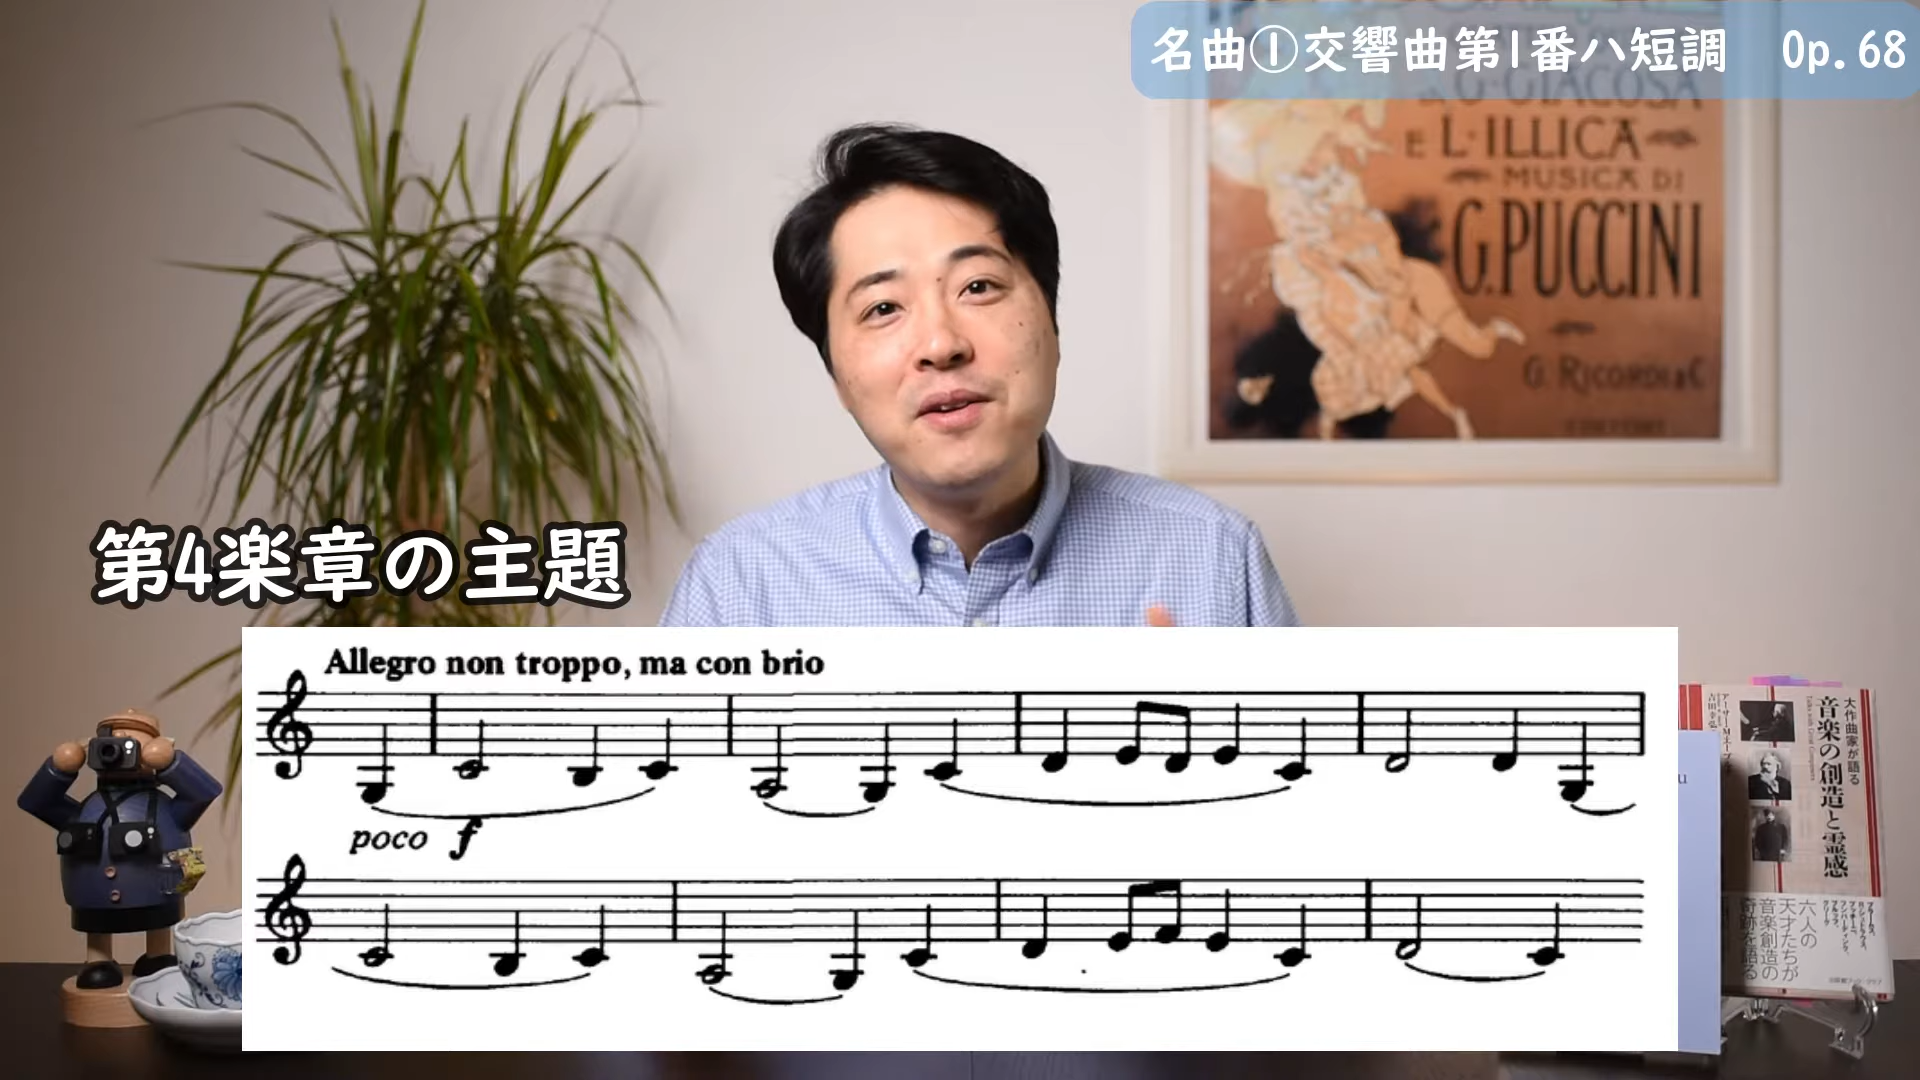 名曲①交響曲第1番ハ短調 Op.68
G・GIACOSA
E L・ILLICA
MUSICA DI
G.PUCCINI
G. RICORDI & C
第4楽章の主題
Allegro non troppo, ma con brio
poco f
大作曲家が語る
音楽の創造と霊感
六人の
天才たちが
音楽創造の
奇跡を語る